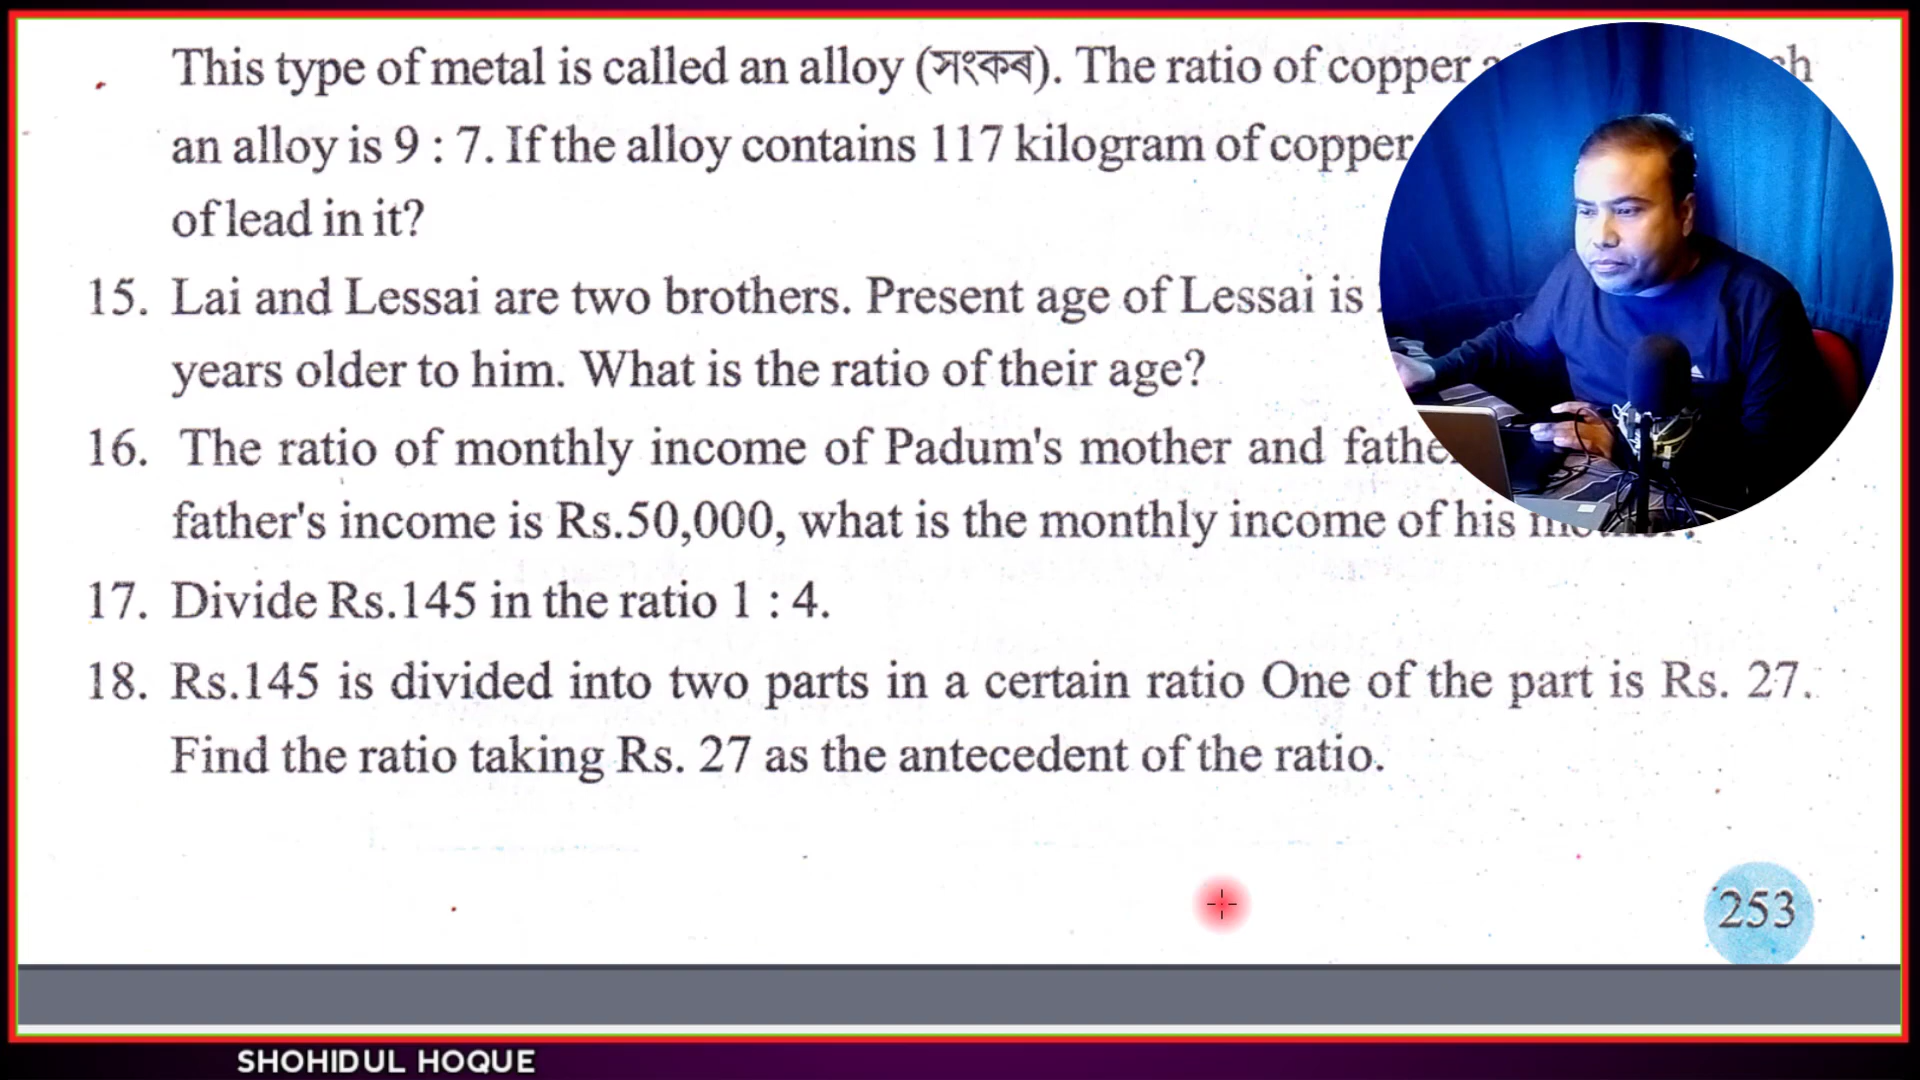 This type of metal is called an alloy (সংকৰ). The ratio of copper
an alloy is 9 : 7. If the alloy contains 117 kilogram of copper
of lead in it?
15. Lai and Lessai are two brothers. Present age of Lessai is
years older to him. What is the ratio of their age?
16. The ratio of monthly income of Padum's mother and
father's income is Rs.50,000, what is the monthly income of his
17. Divide Rs.145 in the ratio 1 : 4.
18. Rs.145 is divided into two parts in a certain ratio One of the part is Rs. 27.
Find the ratio taking Rs. 27 as the antecedent of the ratio.
253
SHOHIDUL HOQUE